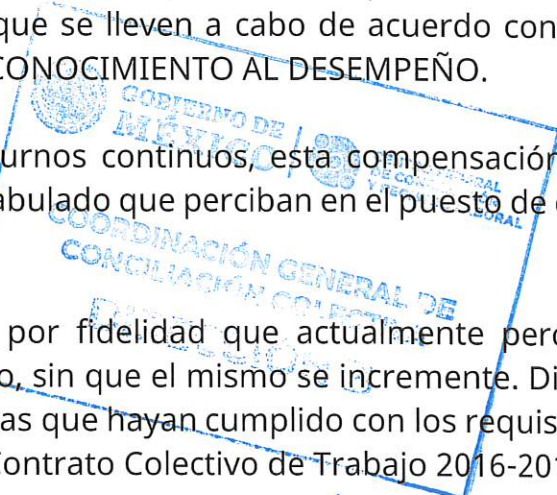 que se lleven a cabo de acuerdo con
CONOCIMIENTO AL DESEMPEÑO.
GOBIERNO DE
MÉXICO
urnos continuos, esta compensación
abulado que perciban en el puesto de
COORDINACIÓN GENERAL DE
CONCILIACIÓN COLECTIVA
por fidelidad que actualmente perc
o, sin que el mismo se incremente. Di
as que hayan cumplido con los requis
Contrato Colectivo de Trabajo 2016-201